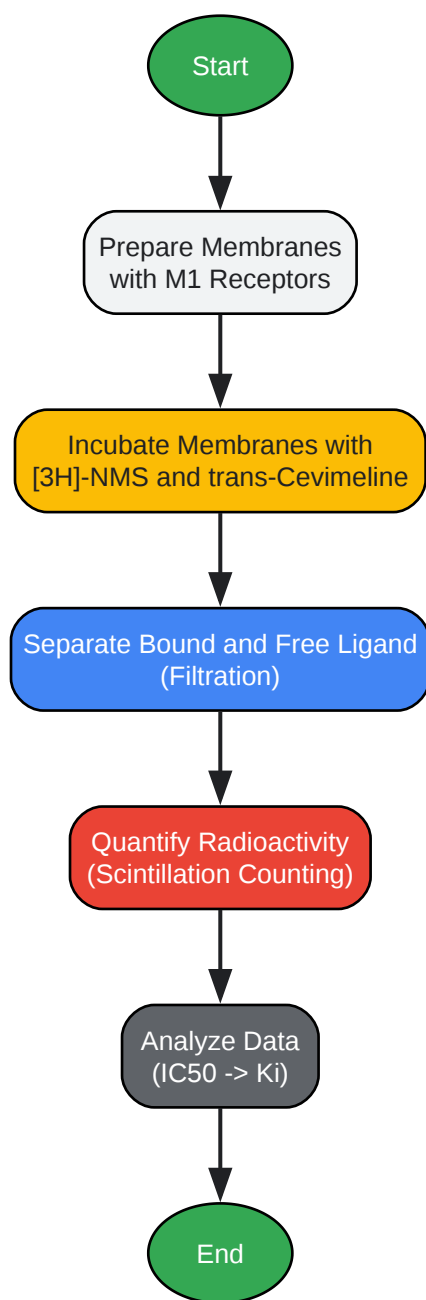 Start
Prepare Membranes
with M1 Receptors
Incubate Membranes with
[3H]-NMS and trans-Cevimeline
Separate Bound and Free Ligand
(Filtration)
Quantify Radioactivity
(Scintillation Counting)
Analyze Data
(IC50 -> Ki)
End